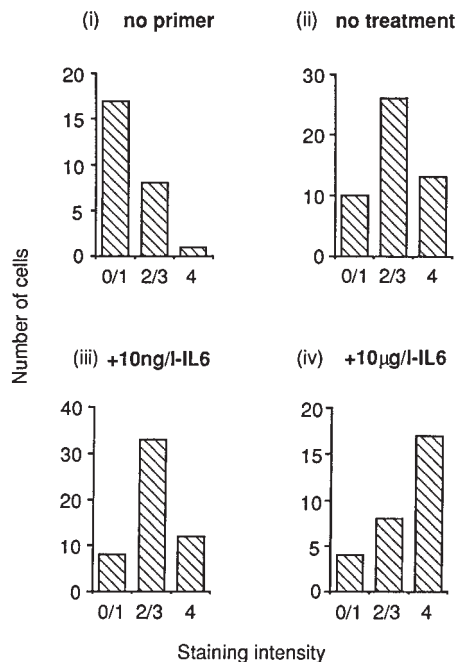 (i) no primer
20
15
10
5
0
0/1 2/3 4
(ii) no treatment
30
20
10
0
0/1 2/3 4
Number of cells
(iii) +10ng/l-IL6
40
30
20
10
0
0/1 2/3 4
(iv) +10µg/l-IL6
20
15
10
5
0
0/1 2/3 4
Staining intensity